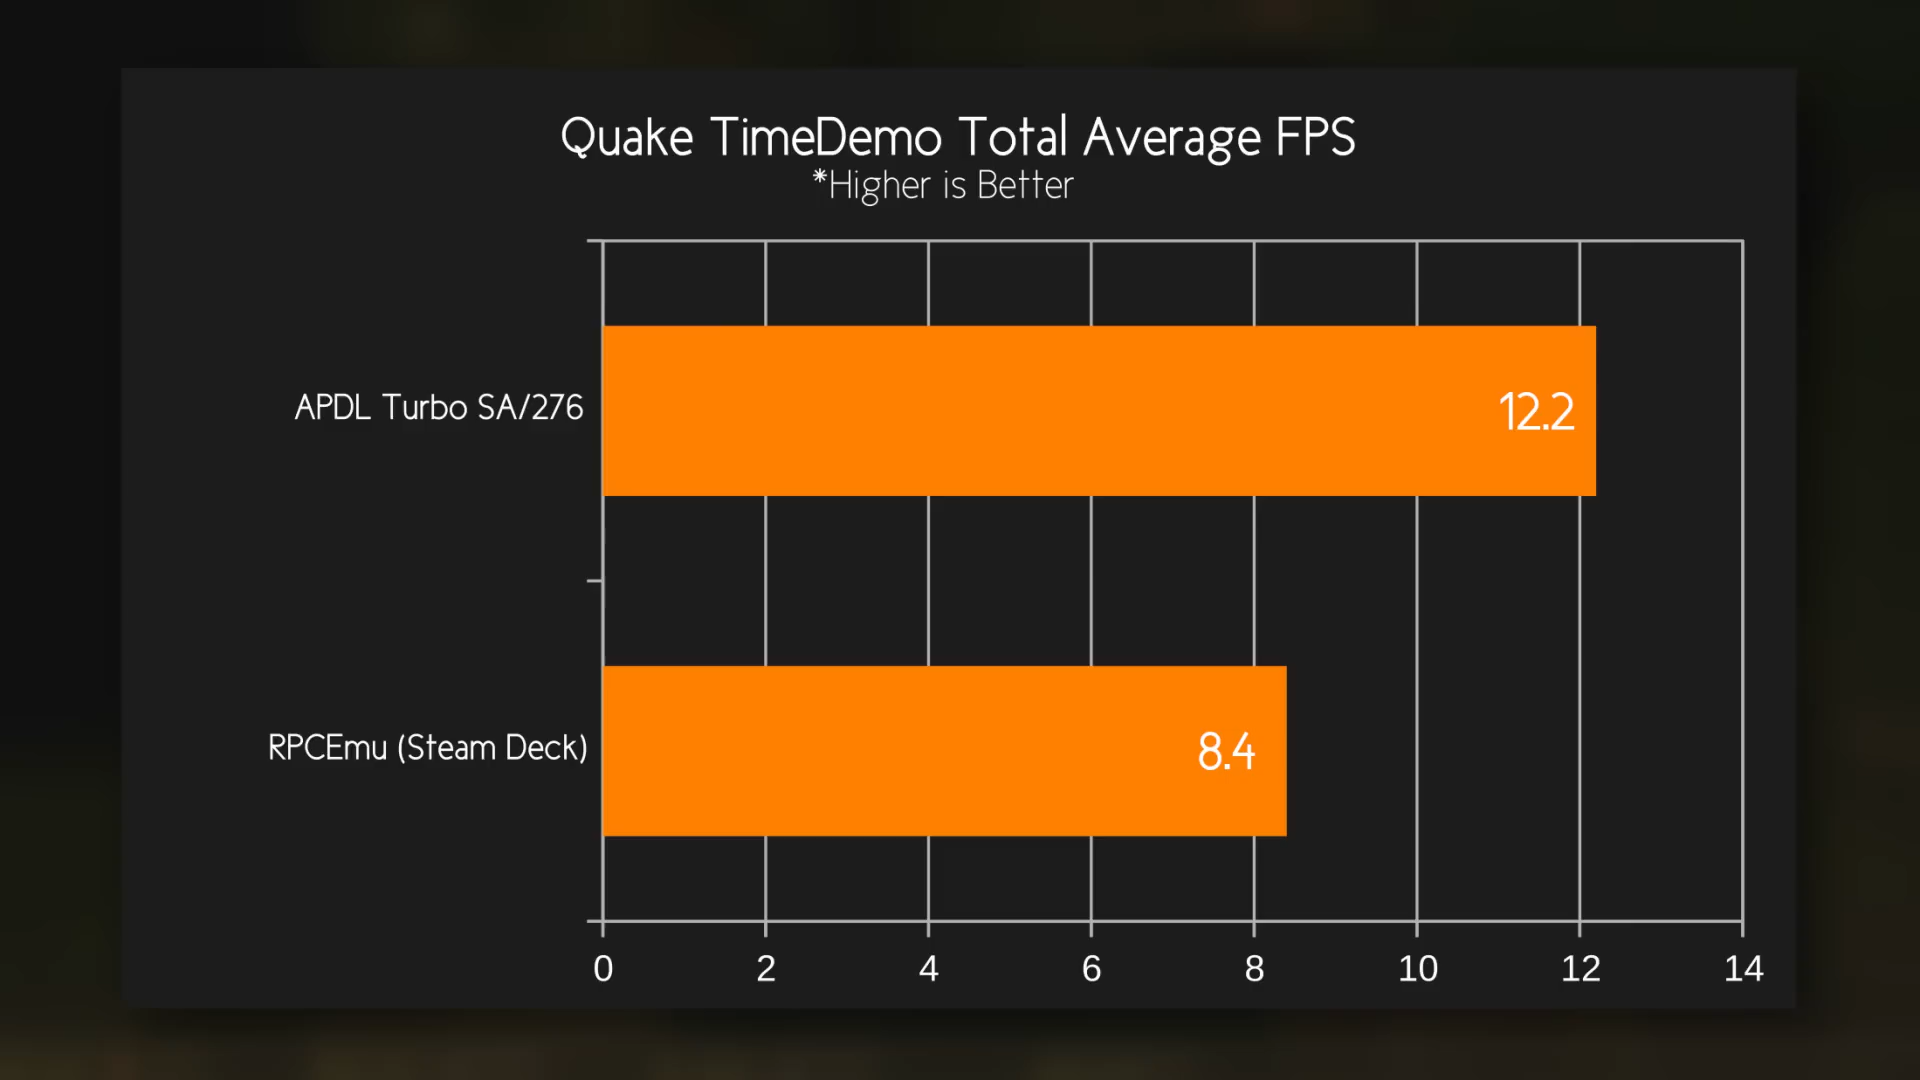 Quake TimeDemo Total Average FPS
*Higher is Better
APDL Turbo SA/276
12.2
RPCEmu (Steam Deck)
8.4
0 2 4 6 8 10 12 14